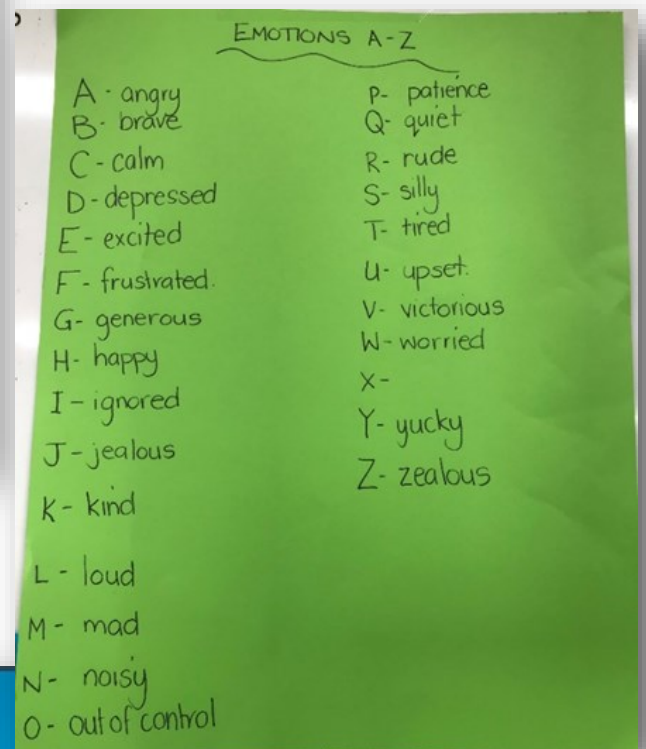 EMOTIONS A-Z
A - angry
B - brave
C - calm
D - depressed
E - excited
F - frustrated.
G - generous
H - happy
I - ignored
J - jealous
K - kind
L - loud
M - mad
N - noisy
O - out of control
P - patience
Q - quiet
R - rude
S - silly
T - tired
U - upset.
V - victorious
W - worried
X -
Y - yucky
Z - zealous